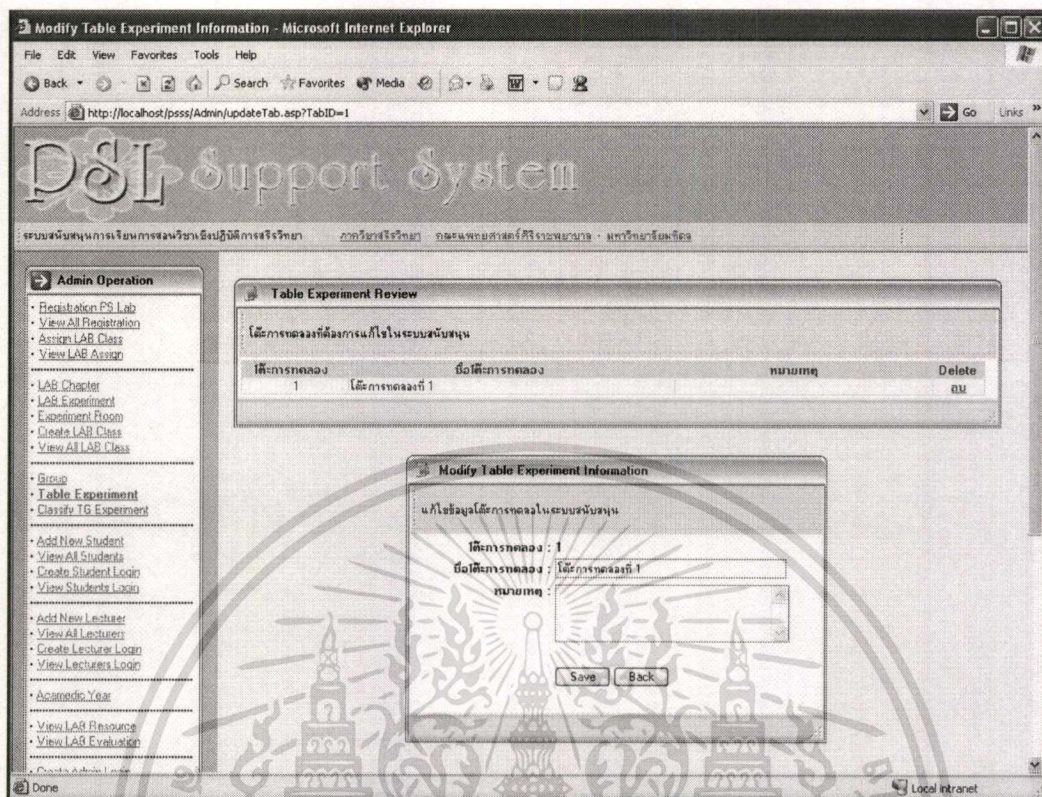 Modify Table Experiment Information - Microsoft Internet Explorer
File Edit View Favorites Tools Help
Back Search Favorites Media
Address http://localhost/psss/Admin/updateTab.asp?TabID=1 Go Links »
DSL Support System
ระบบสนับสนุนการเรียนการสอนวิชาเชิงปฏิบัติการสรีรวิทยา ภาควิชาสรีรวิทยา คณะแพทยศาสตร์ศิริราชพยาบาล - มหาวิทยาลัยมหิดล
Admin Operation
• Registration PS Lab
• View All Registration
• Assign LAB Class
• View LAB Assign
• LAB Chapter
• LAB Experiment
• Experiment Room
• Create LAB Class
• View All LAB Class
• Group
• Table Experiment
• Classify TG Experiment
• Add New Student
• View All Students
• Create Student Login
• View Students Login
• Add New Lecturer
• View All Lecturers
• Create Lecturer Login
• View Lecturers Login
• Acamedic Year
• View LAB Resource
• View LAB Evaluation
• Create Admin Login
Table Experiment Review
โต๊ะการทดลองที่ต้องการแก้ไขในระบบสนับสนุน
โต๊ะการทดลอง ชื่อโต๊ะการทดลอง หมายเหตุ Delete
1 โต๊ะการทดลองที่ 1 ลบ
Modify Table Experiment Information
แก้ไขข้อมูลโต๊ะการทดลอในระบบสนับสนุน
โต๊ะการทดลอง : 1
ชื่อโต๊ะการทดลอง : โต๊ะการทดลองที่ 1
หมายเหตุ :
Save Back
Done Local intranet